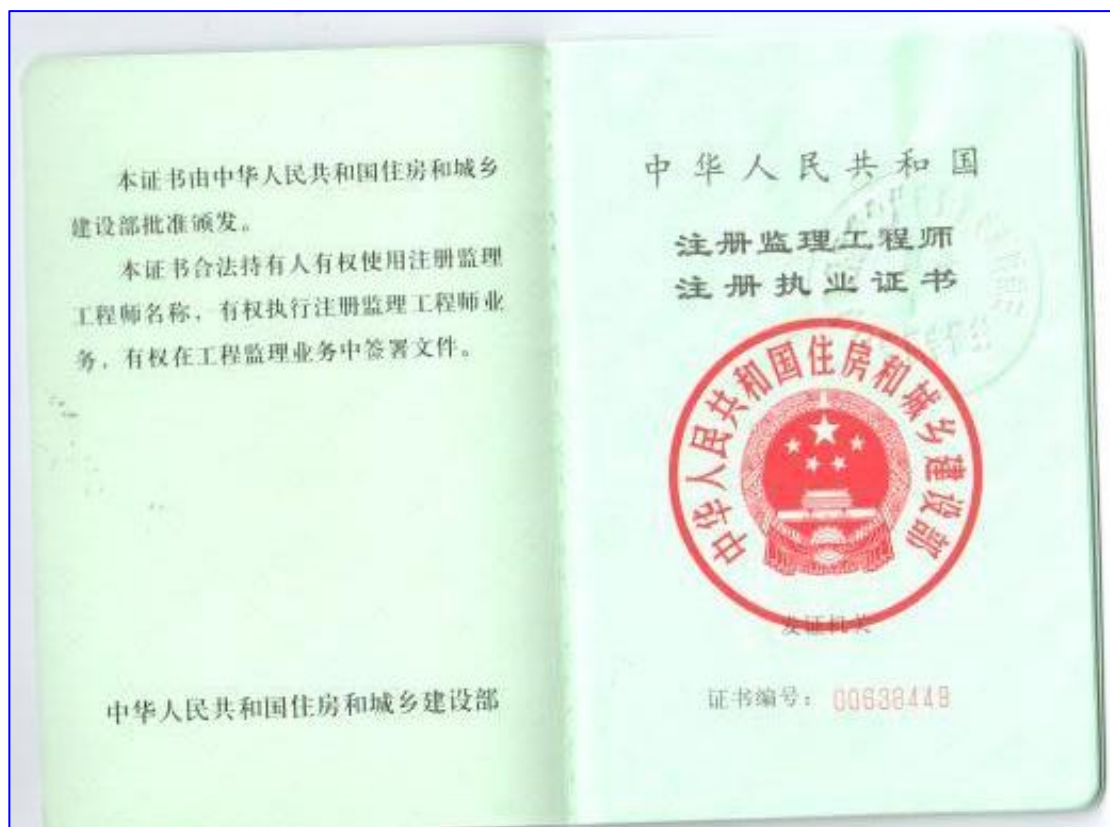 本证书由中华人民共和国住房和城乡
建设部批准颁发。
本证书合法持有人有权使用注册监理
工程师名称，有权执行注册监理工程师业
务，有权在工程监理业务中签署文件。
中华人民共和国住房和城乡建设部
中华人民共和国
注册监理工程师
注册执业证书
中华人民共和国住房和城乡建设部
发证机关
证书编号：00638449